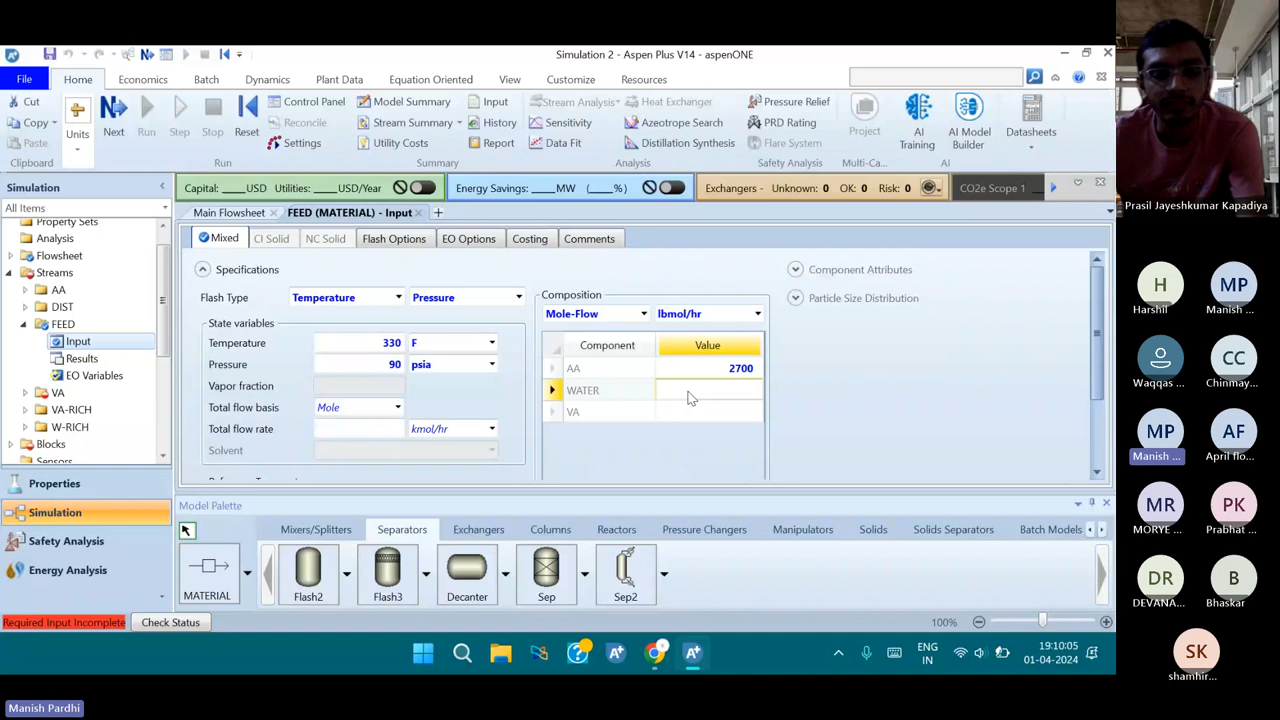 Simulation 2 - Aspen Plus V14 - aspenONE
File Home Economics Batch Dynamics Plant Data Equation Oriented View Customize Resources
Cut Copy Paste Clipboard
Units
Next Run Step Stop Reset Control Panel Reconcile Settings Run
Model Summary Stream Summary Utility Costs Input History Report Summary
Stream Analysis Sensitivity Data Fit Heat Exchanger Azeotrope Search Distillation Synthesis Analysis
Pressure Relief PRD Rating Flare System Safety Analysis
Project Multi-Ca...
AI Training AI Model Builder AI
Datasheets
Simulation
All Items
Capital: ____USD Utilities: ____USD/Year
Energy Savings: ____MW (____%)
Exchangers - Unknown: 0 OK: 0 Risk: 0
CO2e Scope 1
Main Flowsheet FEED (MATERIAL) - Input
Property Sets
Analysis
Flowsheet
Streams
AA
DIST
FEED
Input
Results
EO Variables
VA
VA-RICH
W-RICH
Blocks
Sensors
Properties
Simulation
Safety Analysis
Energy Analysis
Mixed CI Solid NC Solid Flash Options EO Options Costing Comments
Specifications
Flash Type Temperature Pressure
State variables
Temperature 330 F
Pressure 90 psia
Vapor fraction
Total flow basis Mole
Total flow rate kmol/hr
Solvent
Composition
Mole-Flow lbmol/hr
Component Value
AA 2700
WATER
VA
Component Attributes
Particle Size Distribution
Model Palette
Mixers/Splitters Separators Exchangers Columns Reactors Pressure Changers Manipulators Solids Solids Separators Batch Models
MATERIAL Flash2 Flash3 Decanter Sep Sep2
Required Input Incomplete Check Status 100%
ENG
IN
19:10:05
01-04-2024
Manish Pardhi
Prasil Jayeshkumar Kapadiya
H MP
Harshil Manish ...
CC
Waqqas ... Chinmay...
MP AF
Manish ... April flo...
MR PK
MORYE ... Prabhat ...
DR B
DEVANA... Bhaskar
SK
shamhir...